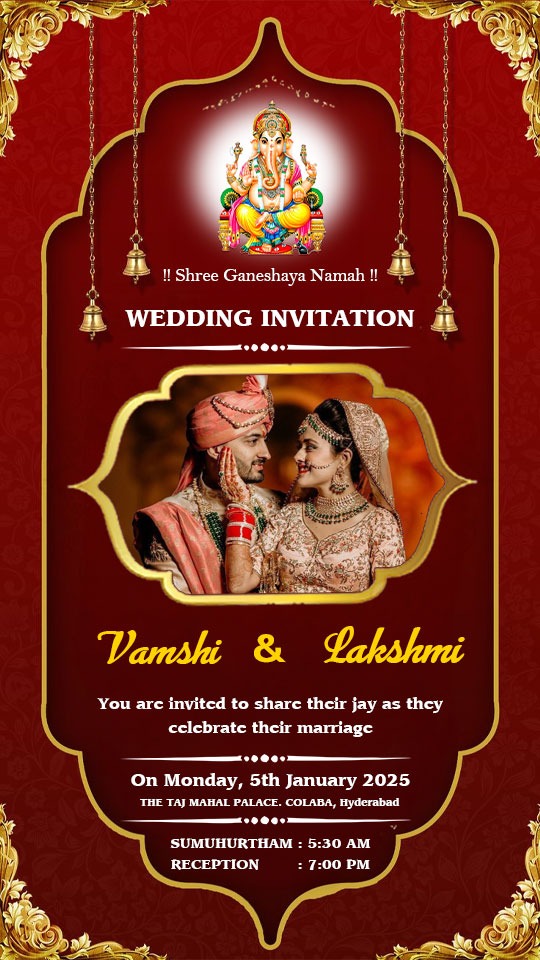 !! Shree Ganeshaya Namah !!
WEDDING INVITATION
Vamshi & Lakshmi
You are invited to share their jay as they
celebrate their marriage
On Monday, 5th January 2025
THE TAJ MAHAL PALACE. COLABA, Hyderabad
SUMUHURTHAM : 5:30 AM
RECEPTION : 7:00 PM